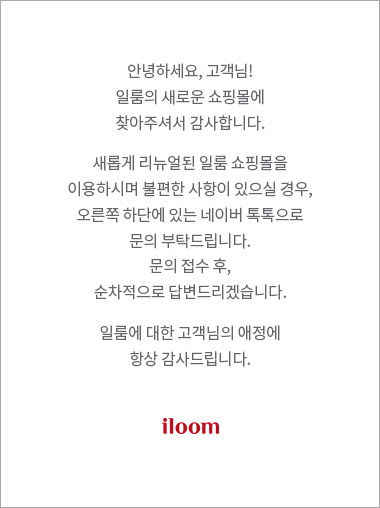 안녕하세요, 고객님!
일룸의 새로운 쇼핑몰에
찾아주셔서 감사합니다.
새롭게 리뉴얼된 일룸 쇼핑몰을
이용하시며 불편한 사항이 있으실 경우,
오른쪽 하단에 있는 네이버 톡톡으로
문의 부탁드립니다.
문의 접수 후,
순차적으로 답변드리겠습니다.
일룸에 대한 고객님의 애정에
항상 감사드립니다.
iloom